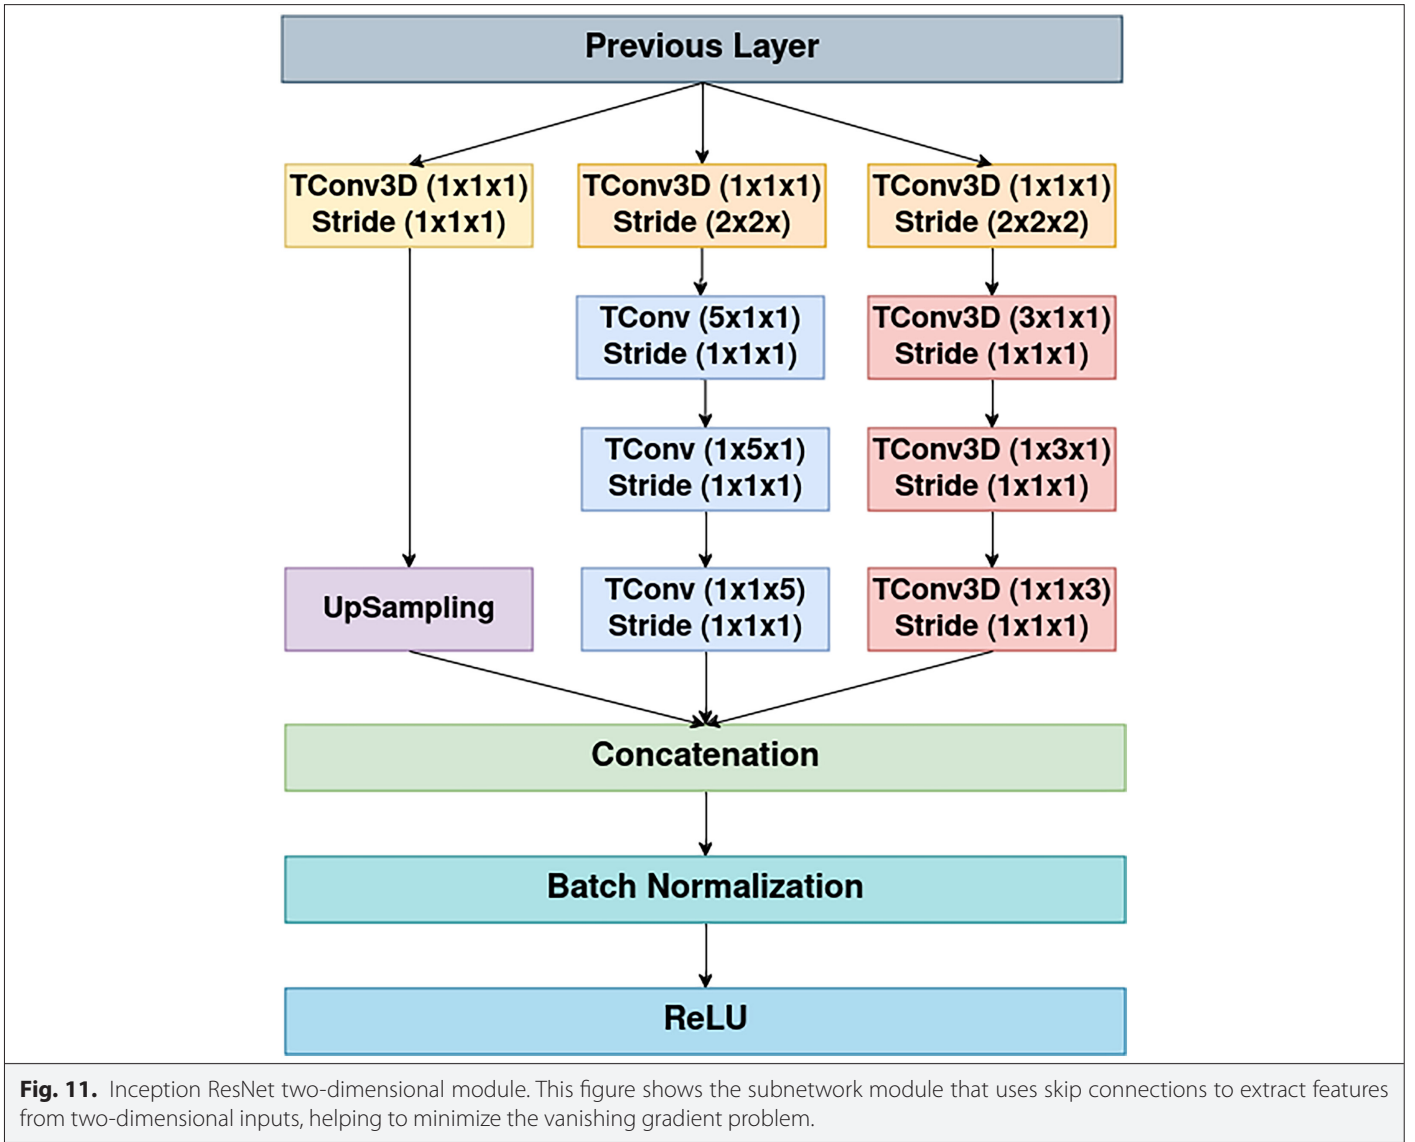 Previous Layer
TConv3D (1x1x1)
Stride (1x1x1)
TConv3D (1x1x1)
Stride (2x2x)
TConv3D (1x1x1)
Stride (2x2x2)
TConv (5x1x1)
Stride (1x1x1)
TConv3D (3x1x1)
Stride (1x1x1)
TConv (1x5x1)
Stride (1x1x1)
TConv3D (1x3x1)
Stride (1x1x1)
UpSampling
TConv (1x1x5)
Stride (1x1x1)
TConv3D (1x1x3)
Stride (1x1x1)
Concatenation
Batch Normalization
ReLU
Fig. 11. Inception ResNet two-dimensional module. This figure shows the subnetwork module that uses skip connections to extract features
from two-dimensional inputs, helping to minimize the vanishing gradient problem.